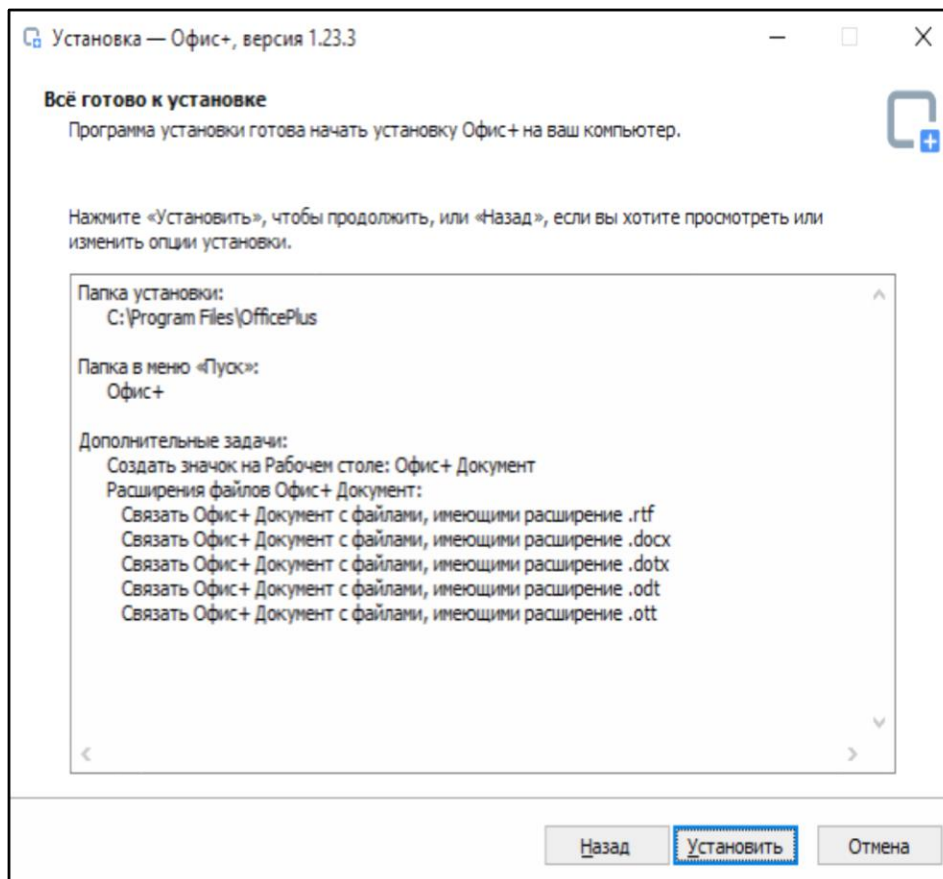 Установка — Офис+, версия 1.23.3
Всё готово к установке
Программа установки готова начать установку Офис+ на ваш компьютер.
Нажмите «Установить», чтобы продолжить, или «Назад», если вы хотите просмотреть или
изменить опции установки.
Папка установки:
C:\Program Files\OfficePlus
Папка в меню «Пуск»:
Офис+
Дополнительные задачи:
Создать значок на Рабочем столе: Офис+ Документ
Расширения файлов Офис+ Документ:
Связать Офис+ Документ с файлами, имеющими расширение .rtf
Связать Офис+ Документ с файлами, имеющими расширение .docx
Связать Офис+ Документ с файлами, имеющими расширение .dotx
Связать Офис+ Документ с файлами, имеющими расширение .odt
Связать Офис+ Документ с файлами, имеющими расширение .ott
Назад Установить Отмена